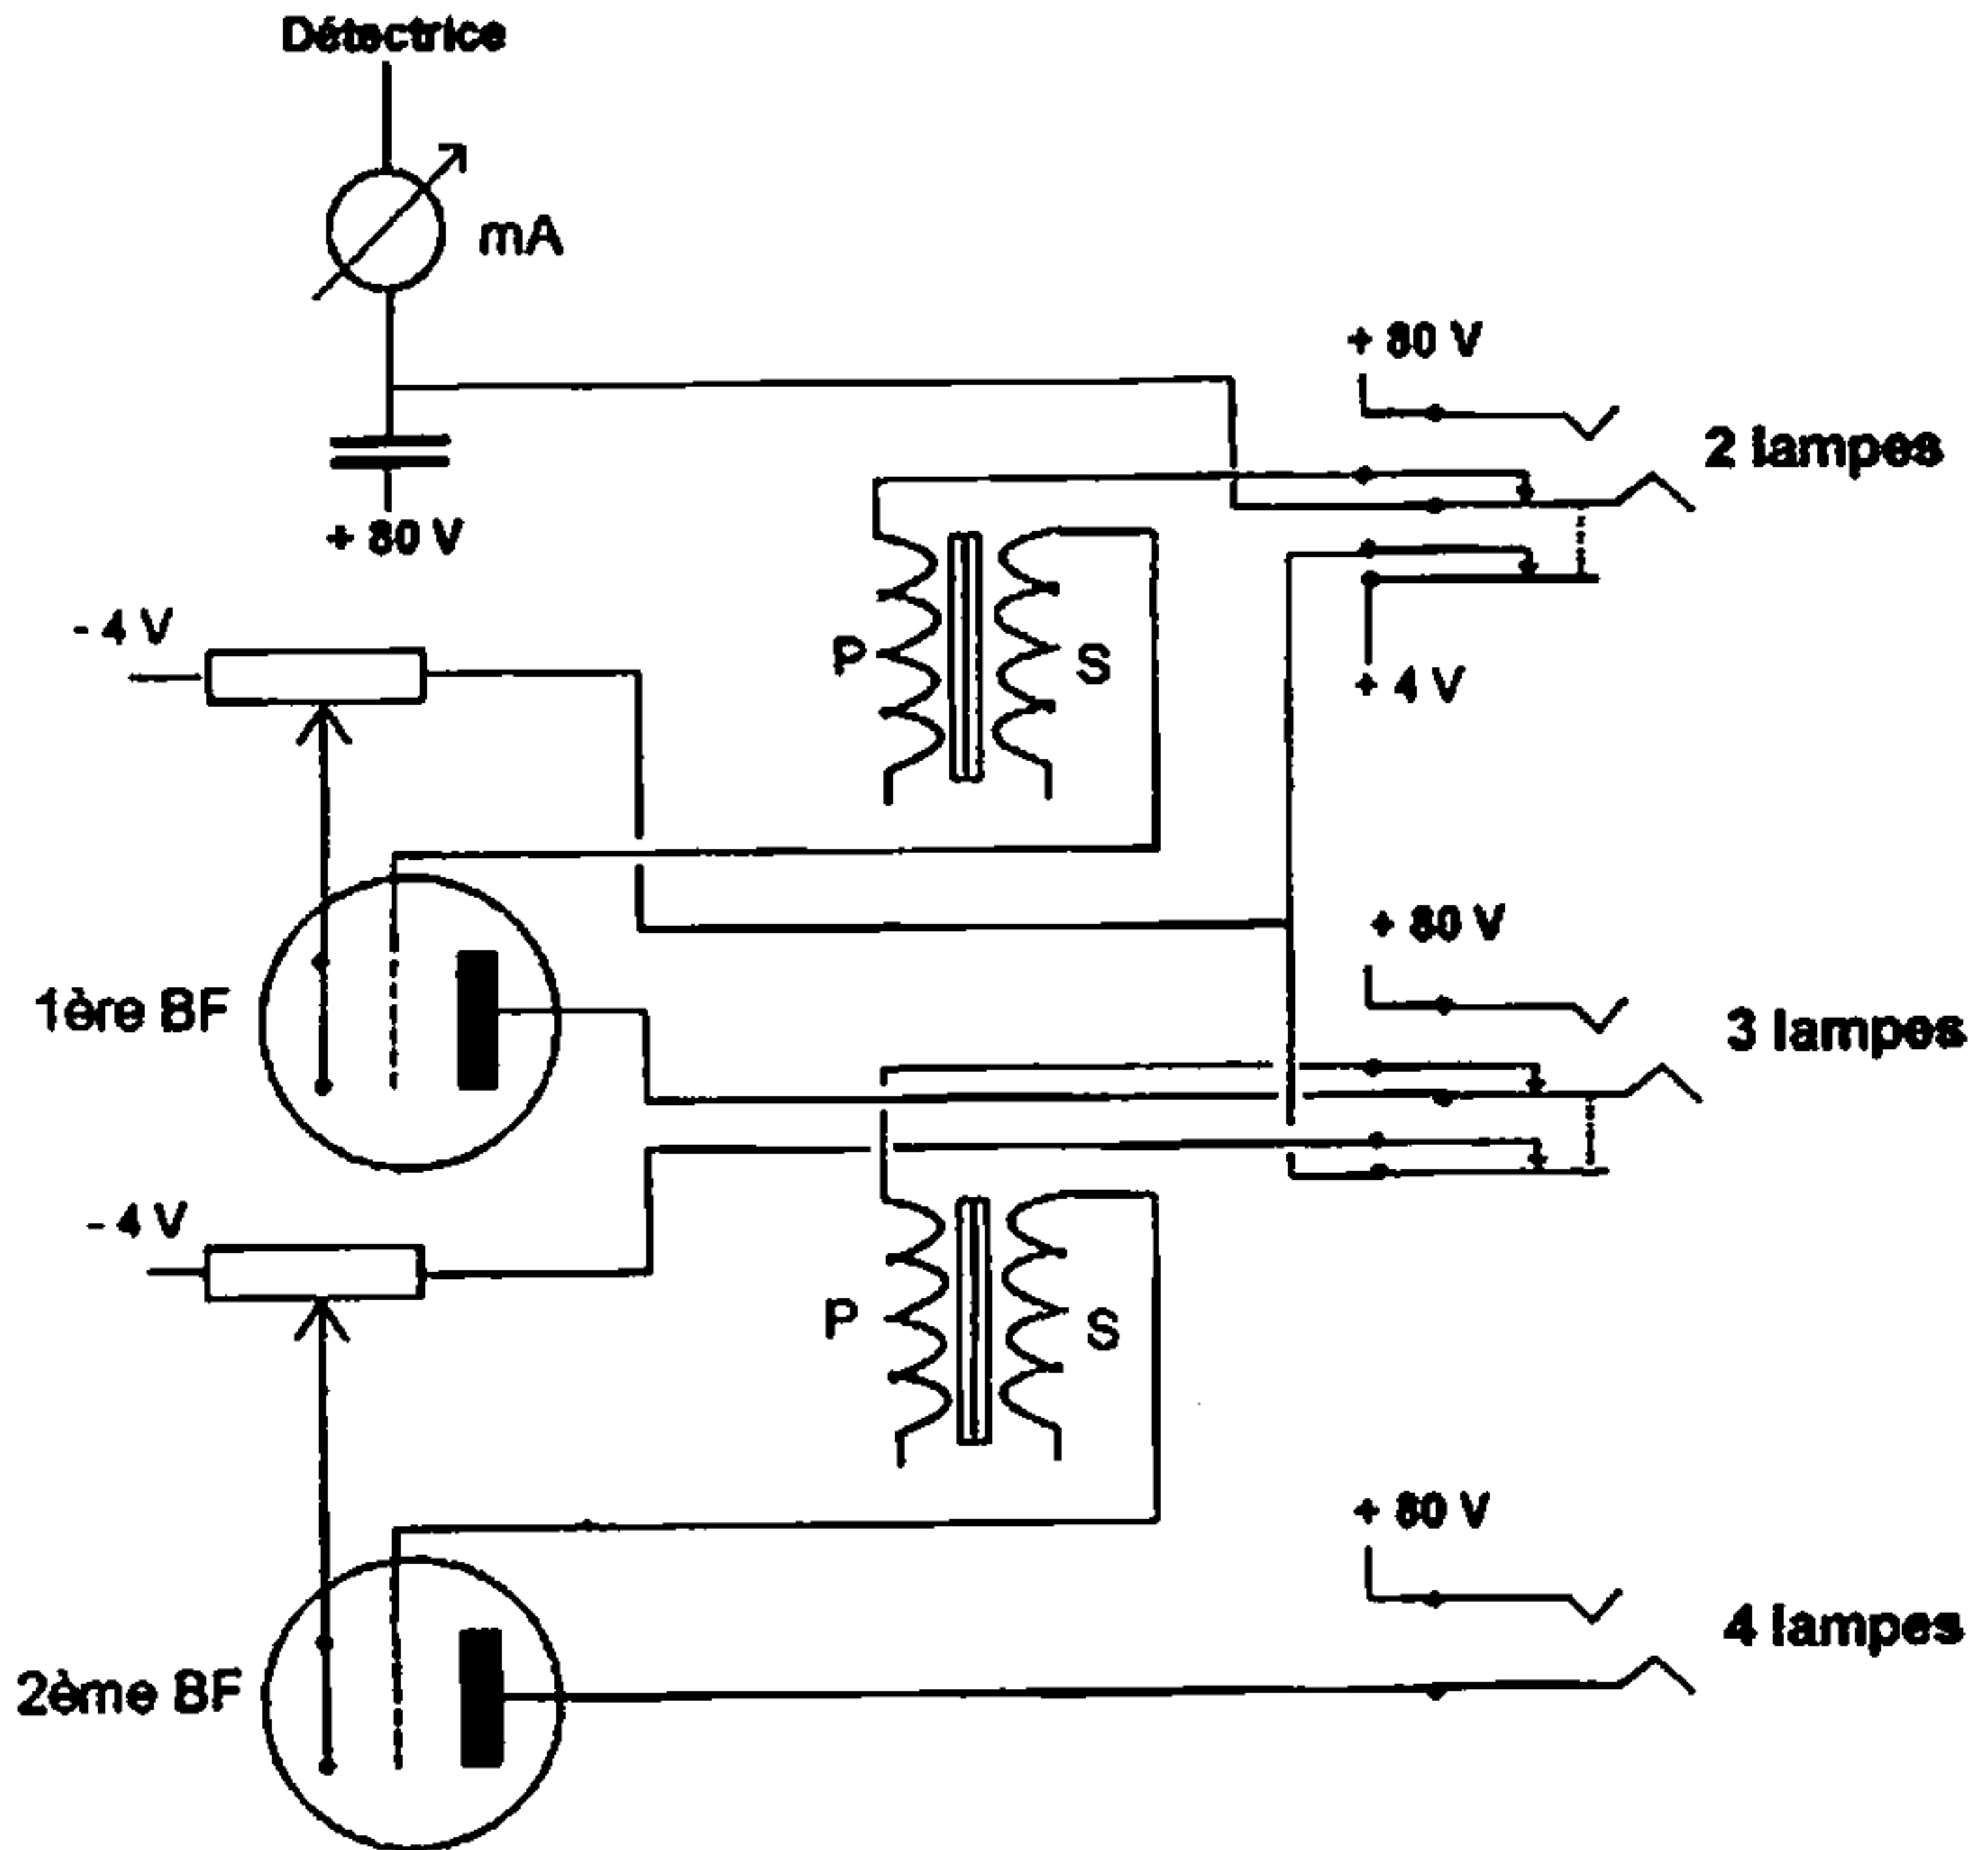 Détectrice
mA
+ 80 V
2 lampes
+ 80 V
- 4 V
P
S
+ 4 V
+ 80 V
1ère BF
3 lampes
- 4 V
P
S
+ 80 V
4 lampes
2ème BF